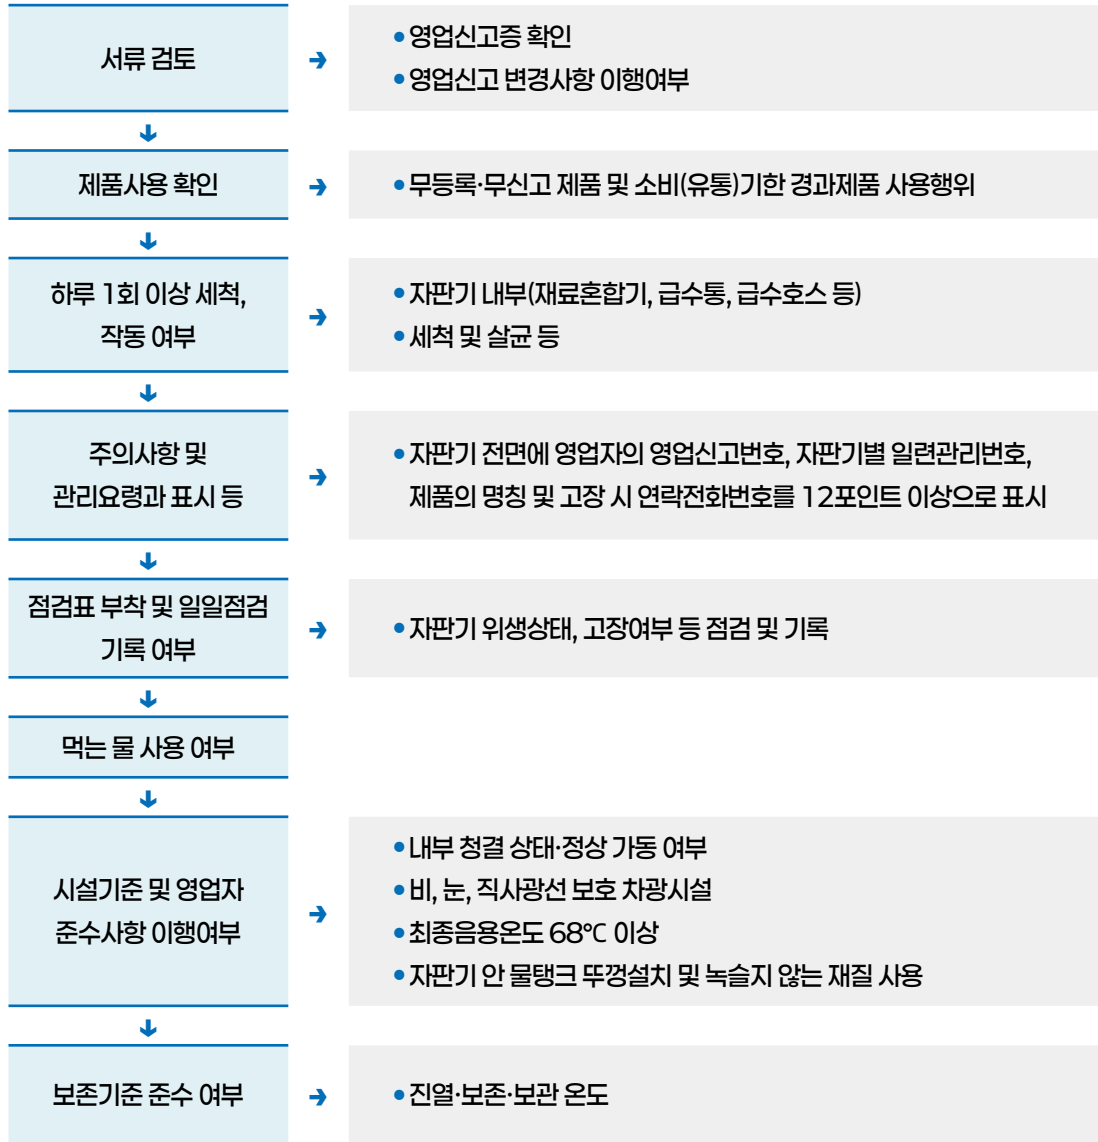 서류 검토
• 영업신고증 확인
• 영업신고 변경사항 이행여부
제품사용 확인
• 무등록·무신고 제품 및 소비(유통)기한 경과제품 사용행위
하루 1회 이상 세척,
작동 여부
• 자판기 내부(재료혼합기, 급수통, 급수호스 등)
• 세척 및 살균 등
주의사항 및
관리요령과 표시 등
• 자판기 전면에 영업자의 영업신고번호, 자판기별 일련관리번호,
제품의 명칭 및 고장 시 연락전화번호를 12포인트 이상으로 표시
점검표 부착 및 일일점검
기록 여부
• 자판기 위생상태, 고장여부 등 점검 및 기록
먹는 물 사용 여부
시설기준 및 영업자
준수사항 이행여부
• 내부 청결 상태·정상 가동 여부
• 비, 눈, 직사광선 보호 차광시설
• 최종음용온도 68℃ 이상
• 자판기 안 물탱크 뚜껑설치 및 녹슬지 않는 재질 사용
보존기준 준수 여부
• 진열·보존·보관 온도